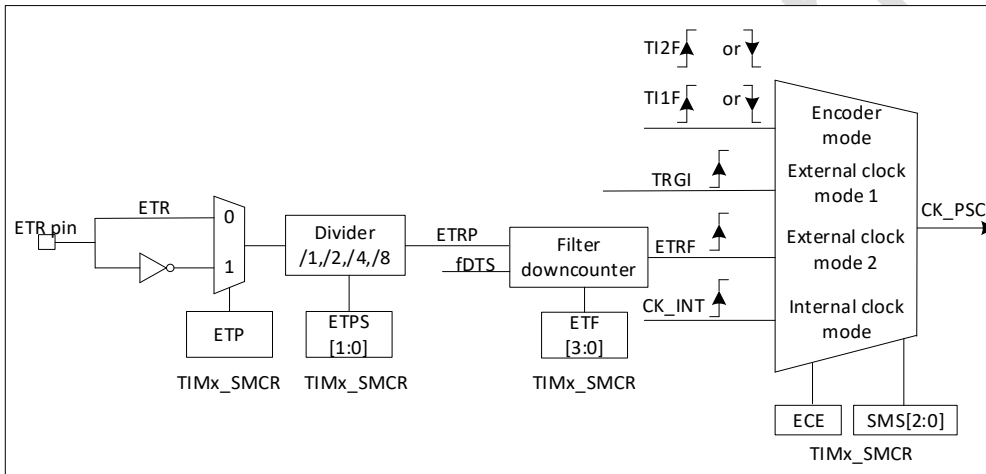 TI2F or
TI1F or
Encoder
mode
TRGI
External clock
mode 1
CK_PSC
ETR pin
ETR
0
1
Divider
/1,/2,/4,/8
ETRP
fDTS
Filter
downcounter
ETRF
External clock
mode 2
CK_INT
Internal clock
mode
ETP
TIMx_SMCR
ETPS
[1:0]
TIMx_SMCR
ETF
[3:0]
TIMx_SMCR
ECE
SMS[2:0]
TIMx_SMCR